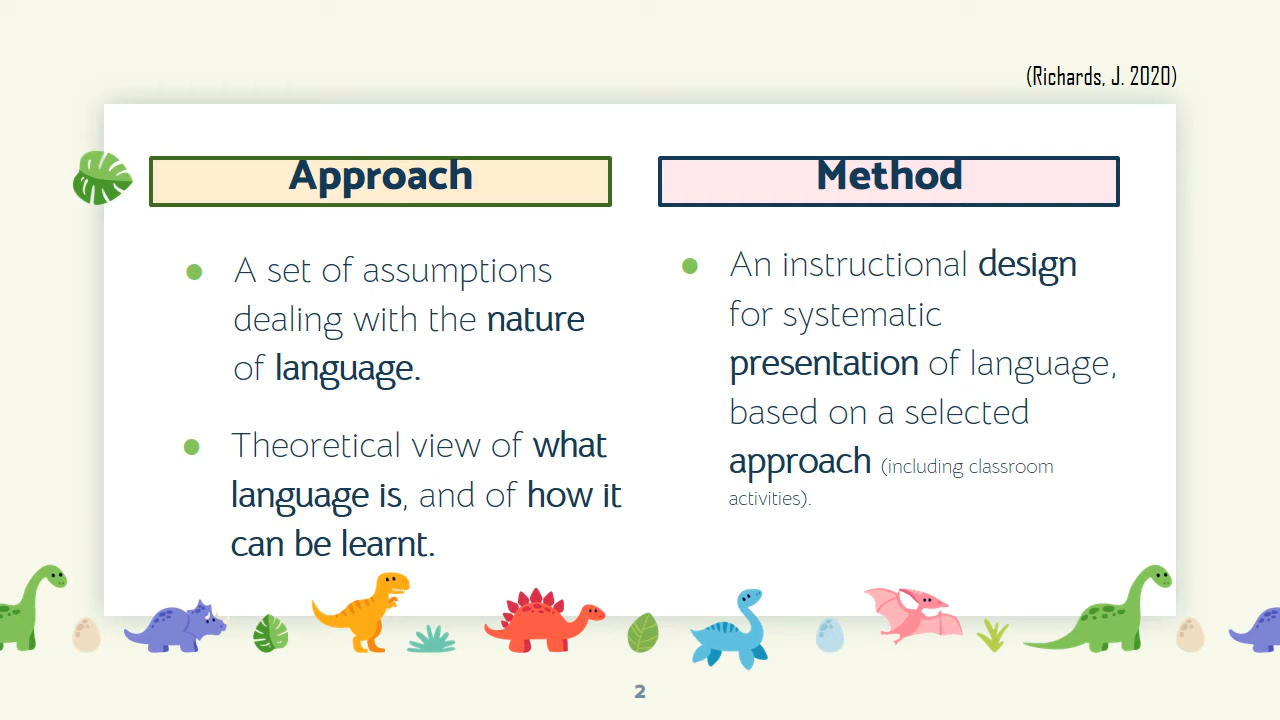 (Richards, J. 2020)
Approach
● A set of assumptions
dealing with the nature
of language.
● Theoretical view of what
language is, and of how it
can be learnt.
Method
● An instructional design
for systematic
presentation of language,
based on a selected
approach (including classroom
activities).
2